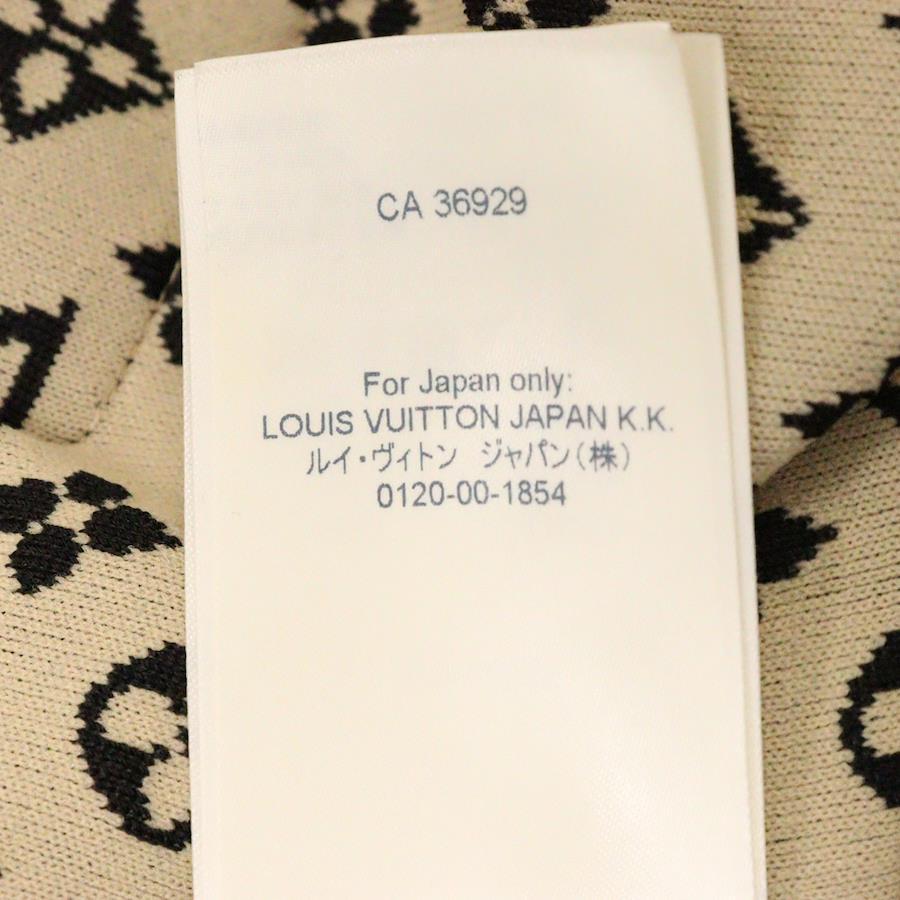 CA 36929
For Japan only:
LOUIS VUITTON JAPAN K.K.
ルイ・ヴィトン ジャパン(株)
0120-00-1854